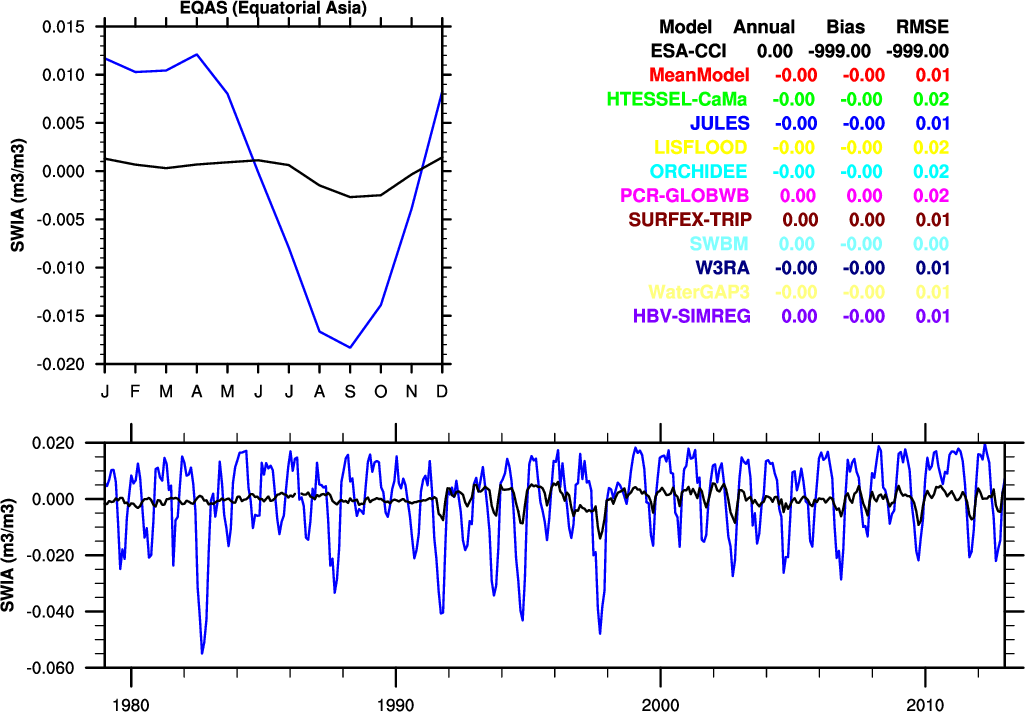 EQAS (Equatorial Asia)
0.015
0.010
0.005
0.000
-0.005
-0.010
-0.015
-0.020
SWIA (m3/m3)
J F M A M J J A S O N D
Model Annual Bias RMSE
ESA-CCI 0.00 -999.00 -999.00
MeanModel -0.00 -0.00 0.01
HTESSEL-CaMa -0.00 -0.00 0.02
JULES -0.00 -0.00 0.01
LISFLOOD -0.00 -0.00 0.02
ORCHIDEE -0.00 -0.00 0.02
PCR-GLOBWB 0.00 0.00 0.02
SURFEX-TRIP 0.00 0.00 0.01
SWBM 0.00 -0.00 0.00
W3RA -0.00 -0.00 0.01
WaterGAP3 -0.00 -0.00 0.01
HBV-SIMREG 0.00 -0.00 0.01
0.020
0.000
-0.020
-0.040
-0.060
SWIA (m3/m3)
1980 1990 2000 2010